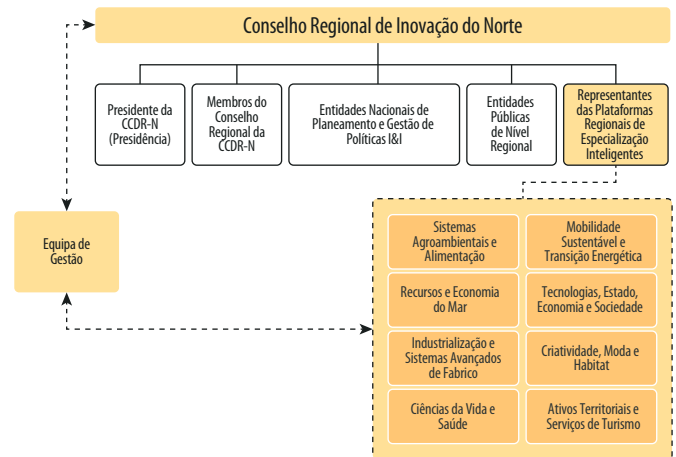 Conselho Regional de Inovação do Norte
Presidente da
CCDR-N
(Presidência)
Membros do
Conselho
Regional da
CCDR-N
Entidades Nacionais de
Planeamento e Gestão de
Políticas I&I
Entidades
Públicas
de Nível
Regional
Representantes
das Plataformas
Regionais de
Especialização
Inteligentes
Equipa de
Gestão
Sistemas
Agroambientais e
Alimentação
Mobilidade
Sustentável e
Transição Energética
Recursos e Economia
do Mar
Tecnologias, Estado,
Economia e Sociedade
Industrialização e
Sistemas Avançados
de Fabrico
Criatividade, Moda e
Habitat
Ciências da Vida e
Saúde
Ativos Territoriais e
Serviços de Turismo